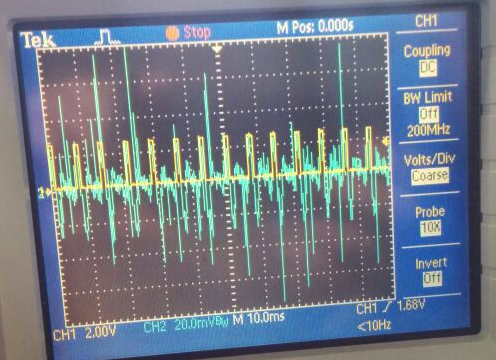 Tek Stop M Pos: 0.000s CH1
Coupling
DC
BW Limit
Off
200MHz
Volts/Div
Coarse
Probe
10X
Invert
Off
CH1 2.00V CH2 20.0mVBw M 10.0ms CH1 / 1.68V
<10Hz